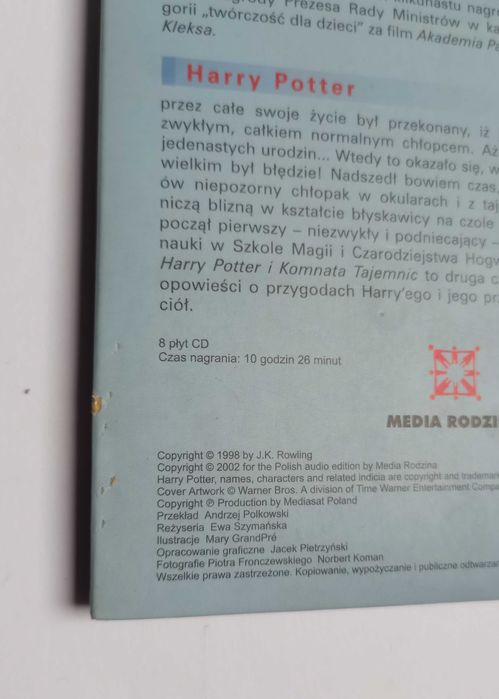 Prezesa Rady Ministrów w
gorii „twórczość dla dzieci” za film Akademia
Kleksa.
Harry Potter
przez całe swoje życie był przekonany, iż
zwykłym, całkiem normalnym chłopcem. Aż
jedenastych urodzin... Wtedy to okazało się, w
wielkim był błędzie! Nadszedł bowiem czas,
ów niepozorny chłopak w okularach i z taj
niczą blizną w kształcie błyskawicy na czole
począł pierwszy – niezwykły i podniecający –
nauki w Szkole Magii i Czarodziejstwa Hogw
Harry Potter i Komnata Tajemnic to druga c
opowieści o przygodach Harry'ego i jego prz
ciół.
8 płyt CD
Czas nagrania: 10 godzin 26 minut
MEDIA RODZI
Copyright © 1998 by J.K. Rowling
Copyright © 2002 for the Polish audio edition by Media Rodzina
Harry Potter, names, characters and related indicia are copyright and trademar
Cover Artwork © Warner Bros. A division of Time Warner Entertainment Compa
Copyright ℗ Production by Mediasat Poland
Przekład Andrzej Polkowski
Reżyseria Ewa Szymańska
Ilustracje Mary GrandPré
Opracowanie graficzne Jacek Pietrzyński
Fotografie Piotra Fronczewskiego Norbert Koman
Wszelkie prawa zastrzeżone. Kopiowanie, wypożyczanie i publiczne odtwarzan